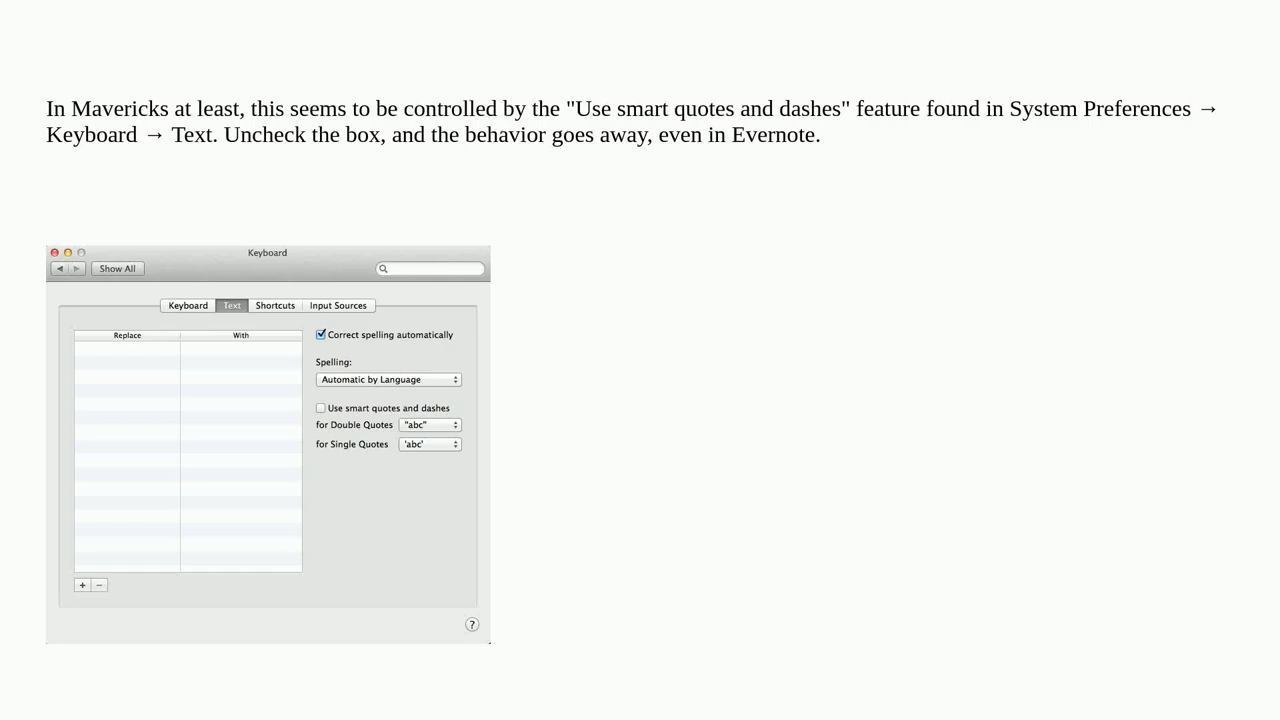 In Mavericks at least, this seems to be controlled by the "Use smart quotes and dashes" feature found in System Preferences →
Keyboard → Text. Uncheck the box, and the behavior goes away, even in Evernote.
Keyboard
Show All
Keyboard Text Shortcuts Input Sources
Replace With
Correct spelling automatically
Spelling:
Automatic by Language
Use smart quotes and dashes
for Double Quotes "abc"
for Single Quotes 'abc'
+ −
?